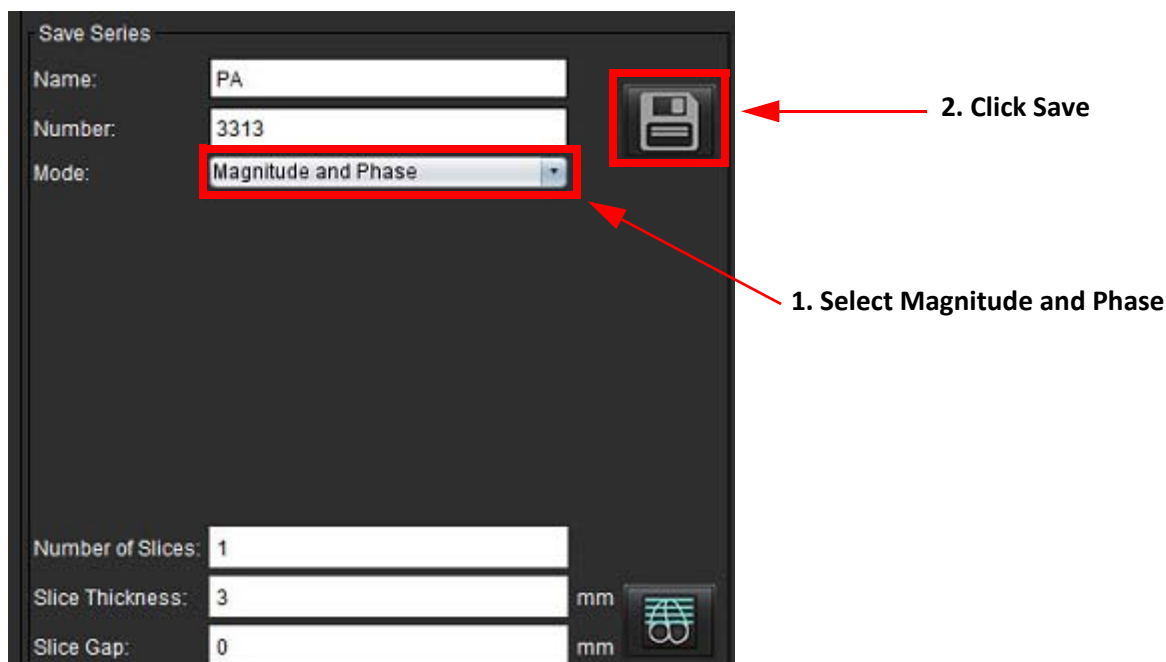 Save Series
Name: PA
2. Click Save
Number: 3313
Mode: Magnitude and Phase
1. Select Magnitude and Phase
Number of Slices: 1
Slice Thickness: 3 mm
Slice Gap: 0 mm